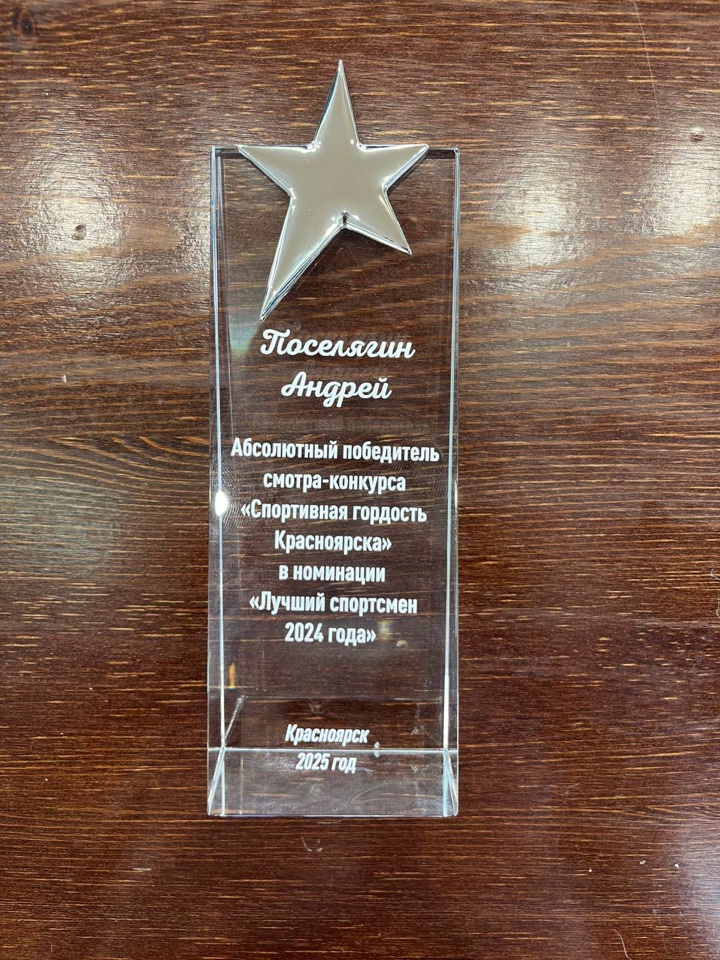 Поселягин
Андрей
Абсолютный победитель
смотра-конкурса
«Спортивная гордость
Красноярска»
в номинации
«Лучший спортсмен
2024 года»
Красноярск
2025 год